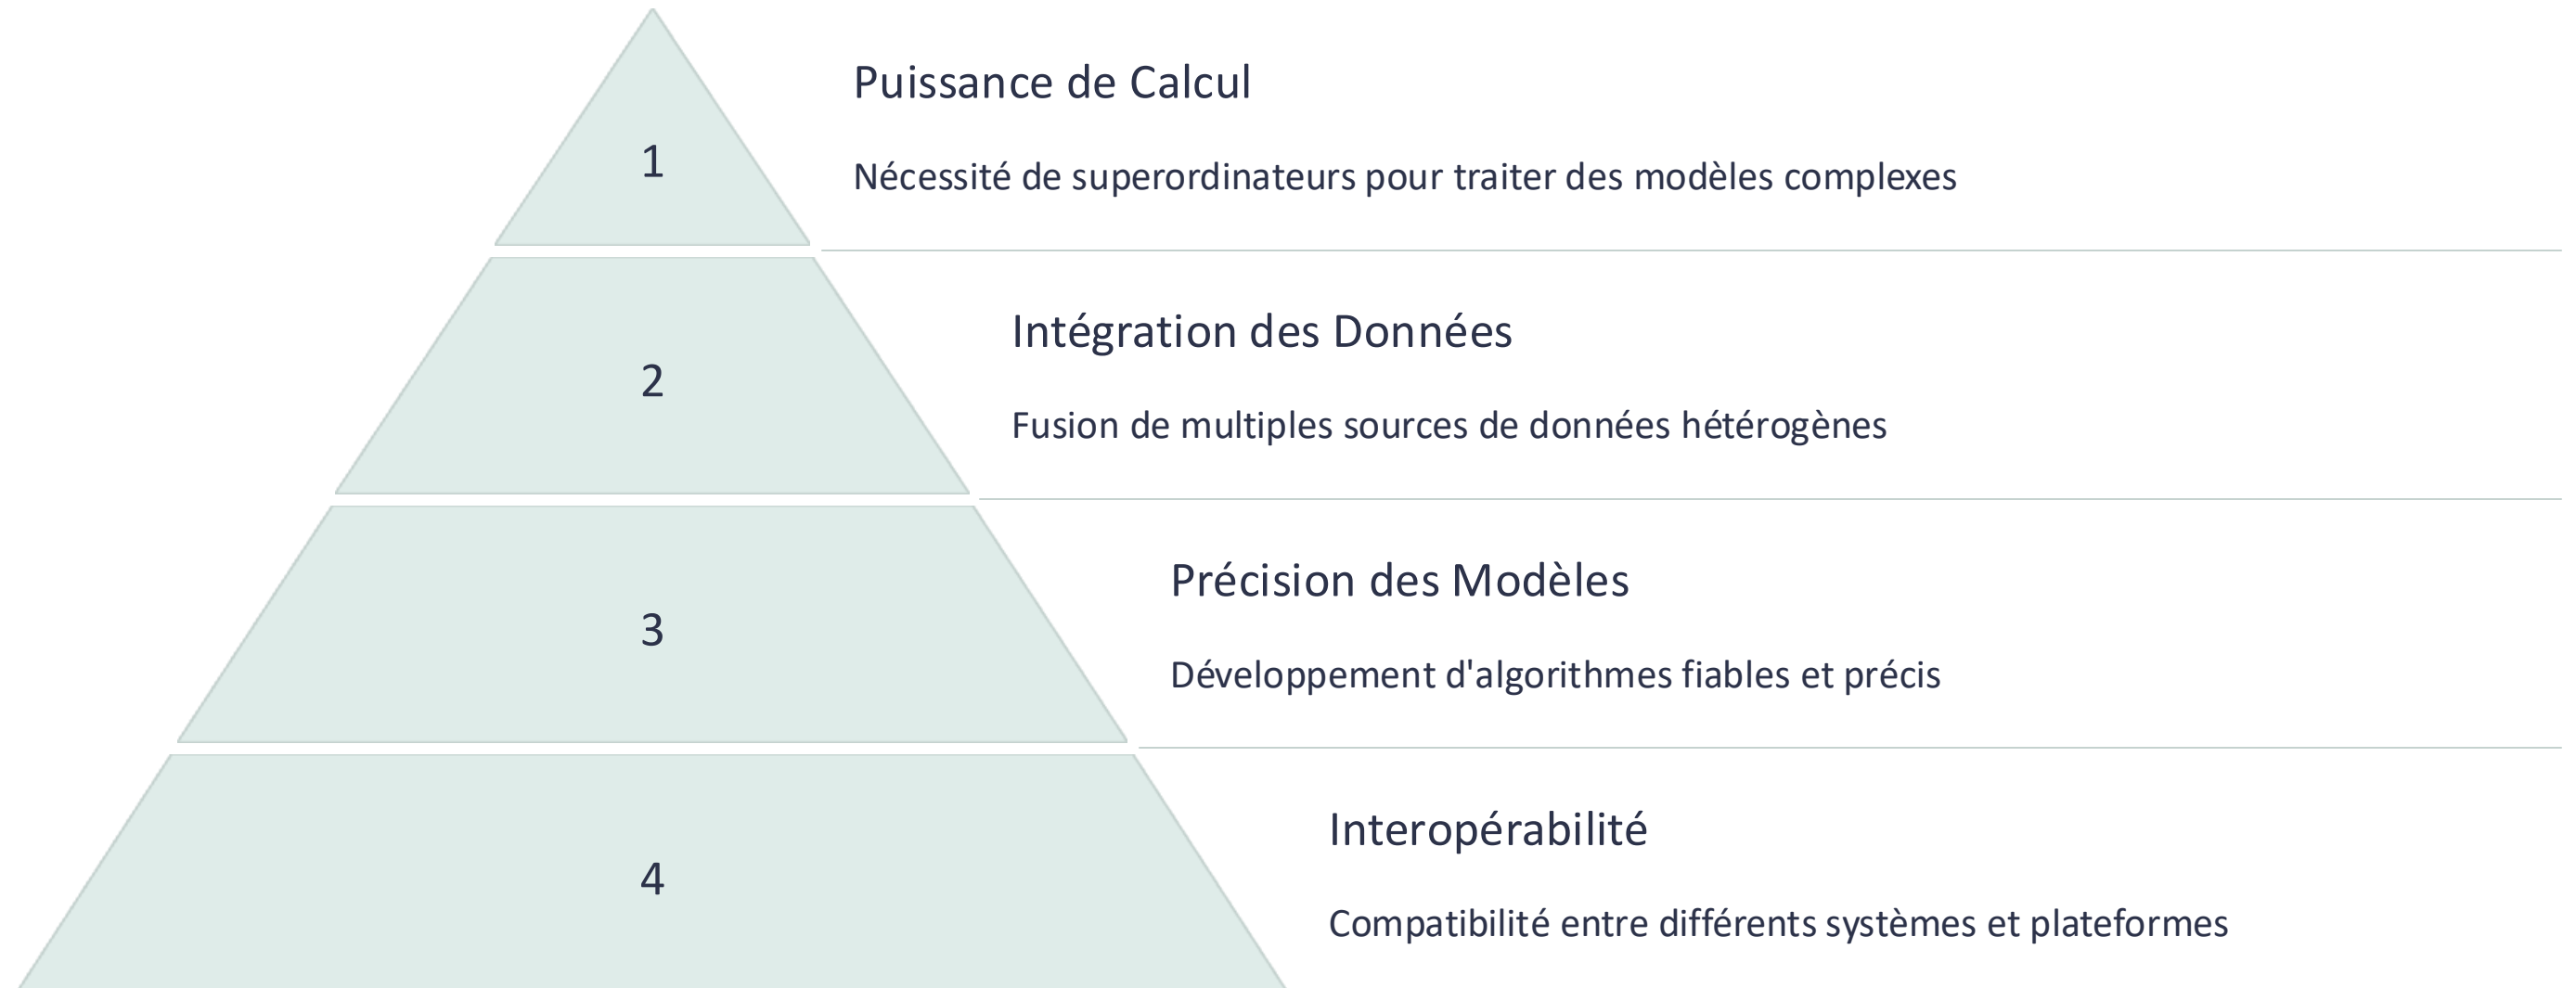 1
Puissance de Calcul
Nécessité de superordinateurs pour traiter des modèles complexes
2
Intégration des Données
Fusion de multiples sources de données hétérogènes
3
Précision des Modèles
Développement d'algorithmes fiables et précis
4
Interopérabilité
Compatibilité entre différents systèmes et plateformes